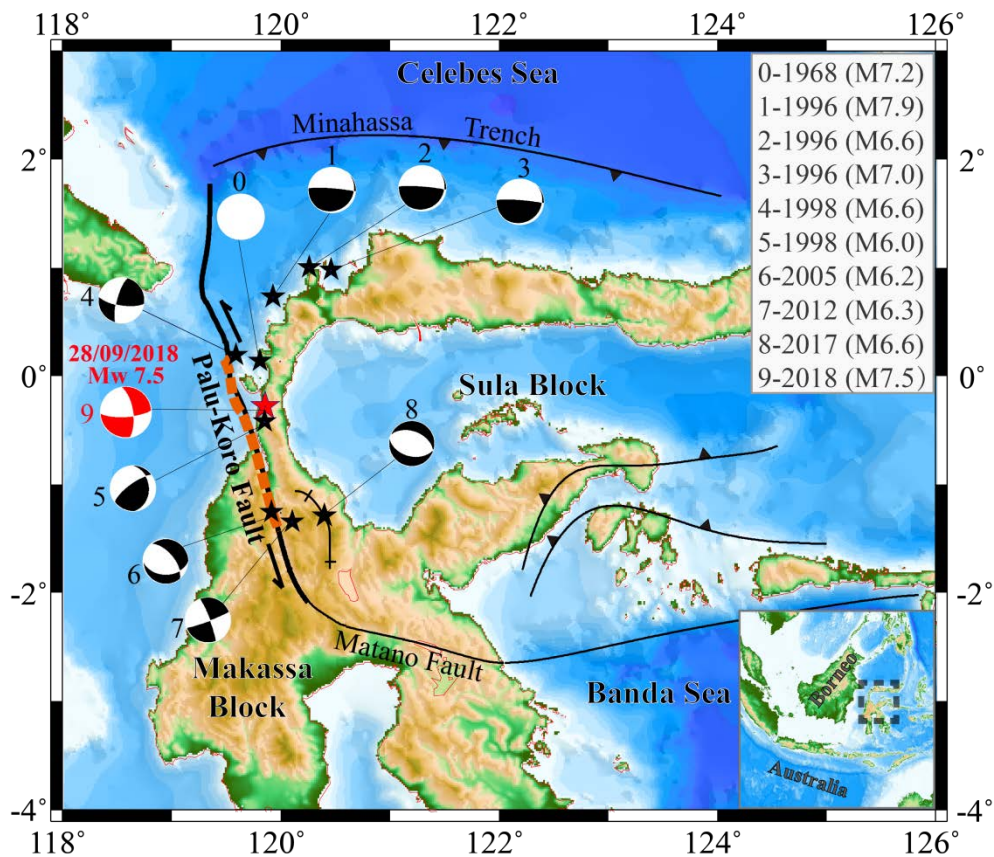 118° 120° 122° 124° 126°
Celebes Sea
0-1968 (M7.2)
1-1996 (M7.9)
2-1996 (M6.6)
3-1996 (M7.0)
4-1998 (M6.6)
5-1998 (M6.0)
6-2005 (M6.2)
7-2012 (M6.3)
8-2017 (M6.6)
9-2018 (M7.5)
Minahassa Trench
2° 2°
0
1
2
3
4
28/09/2018
Mw 7.5
9
0° 0°
Palu-Koro Fault
Sula Block
8
5
6
7
-2° -2°
Matano Fault
Makassa
Block
Banda Sea
Borneo
Australia
-4° -4°
118° 120° 122° 124° 126°